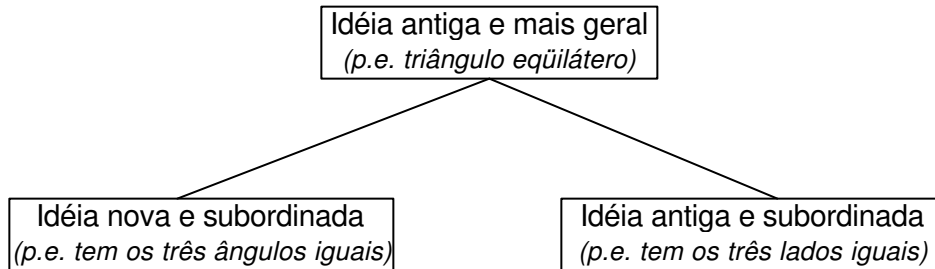 Idéia antiga e mais geral
(p.e. triângulo eqüilátero)
Idéia nova e subordinada
(p.e. tem os três ângulos iguais)
Idéia antiga e subordinada
(p.e. tem os três lados iguais)